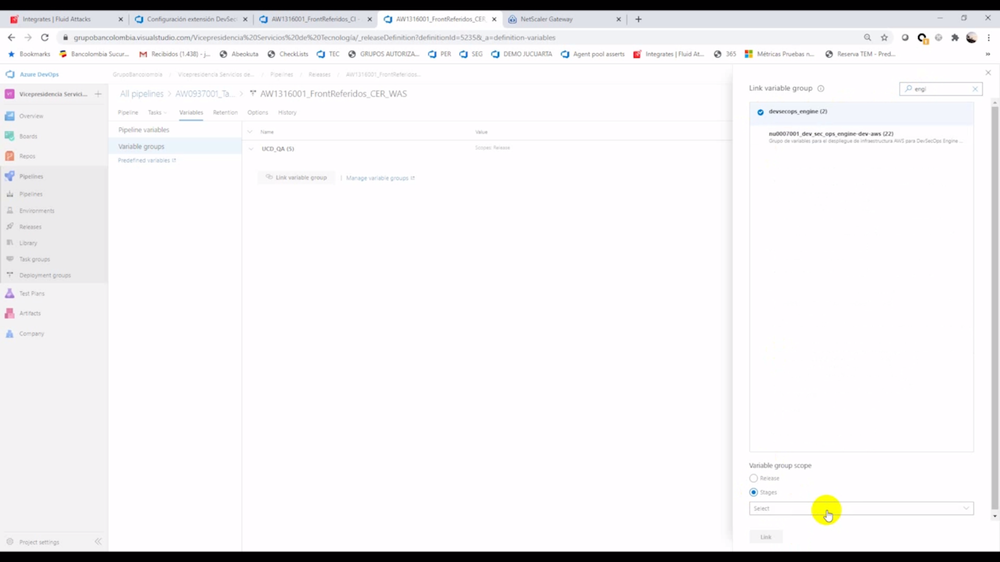 Integrates | Fluid Attacks
Configuración extensión DevSec
AW1316001_FrontReferidos_CI -
AW1316001_FrontReferidos_CER
NetScaler Gateway
grupobancolombia.visualstudio.com/Vicepresidencia%20Servicios%20de%20Tecnología/_releaseDefinition?definitionId=5235&_a=definition-variables
Bookmarks
Bancolombia Sucur...
Recibidos (1.438) - j...
Abeokuta
CheckLists
TEC
GRUPOS AUTORIZA...
PER
SEG
DEMO JUCUARTA
Agent pool asserts
Integrates | Fluid At...
365
Métricas Pruebas n...
Reserva TEM - Pred...
Azure DevOps
GrupoBancolombia / Vicepresidencia Servicios de... / Pipelines / Releases / AW1316001_FrontReferidos...
Vicepresidencia Servici...
Overview
Boards
Repos
Pipelines
Pipelines
Environments
Releases
Library
Task groups
Deployment groups
Test Plans
Artifacts
Company
Project settings
All pipelines > AW0937001_Ta... > AW1316001_FrontReferidos_CER_WAS
Pipeline Tasks Variables Retention Options History
Pipeline variables
Variable groups
Predefined variables
Name Value
UCD_QA (5) Scopes: Release
Link variable group | Manage variable groups
Link variable group
engi
devsecops_engine (2)
nu0007001_dev_sec_ops_engine-dev-aws (22)
Grupo de variables para el despliegue de infraestructura AWS para DevSecOps Engine ...
Variable group scope
Release
Stages
Select
Link